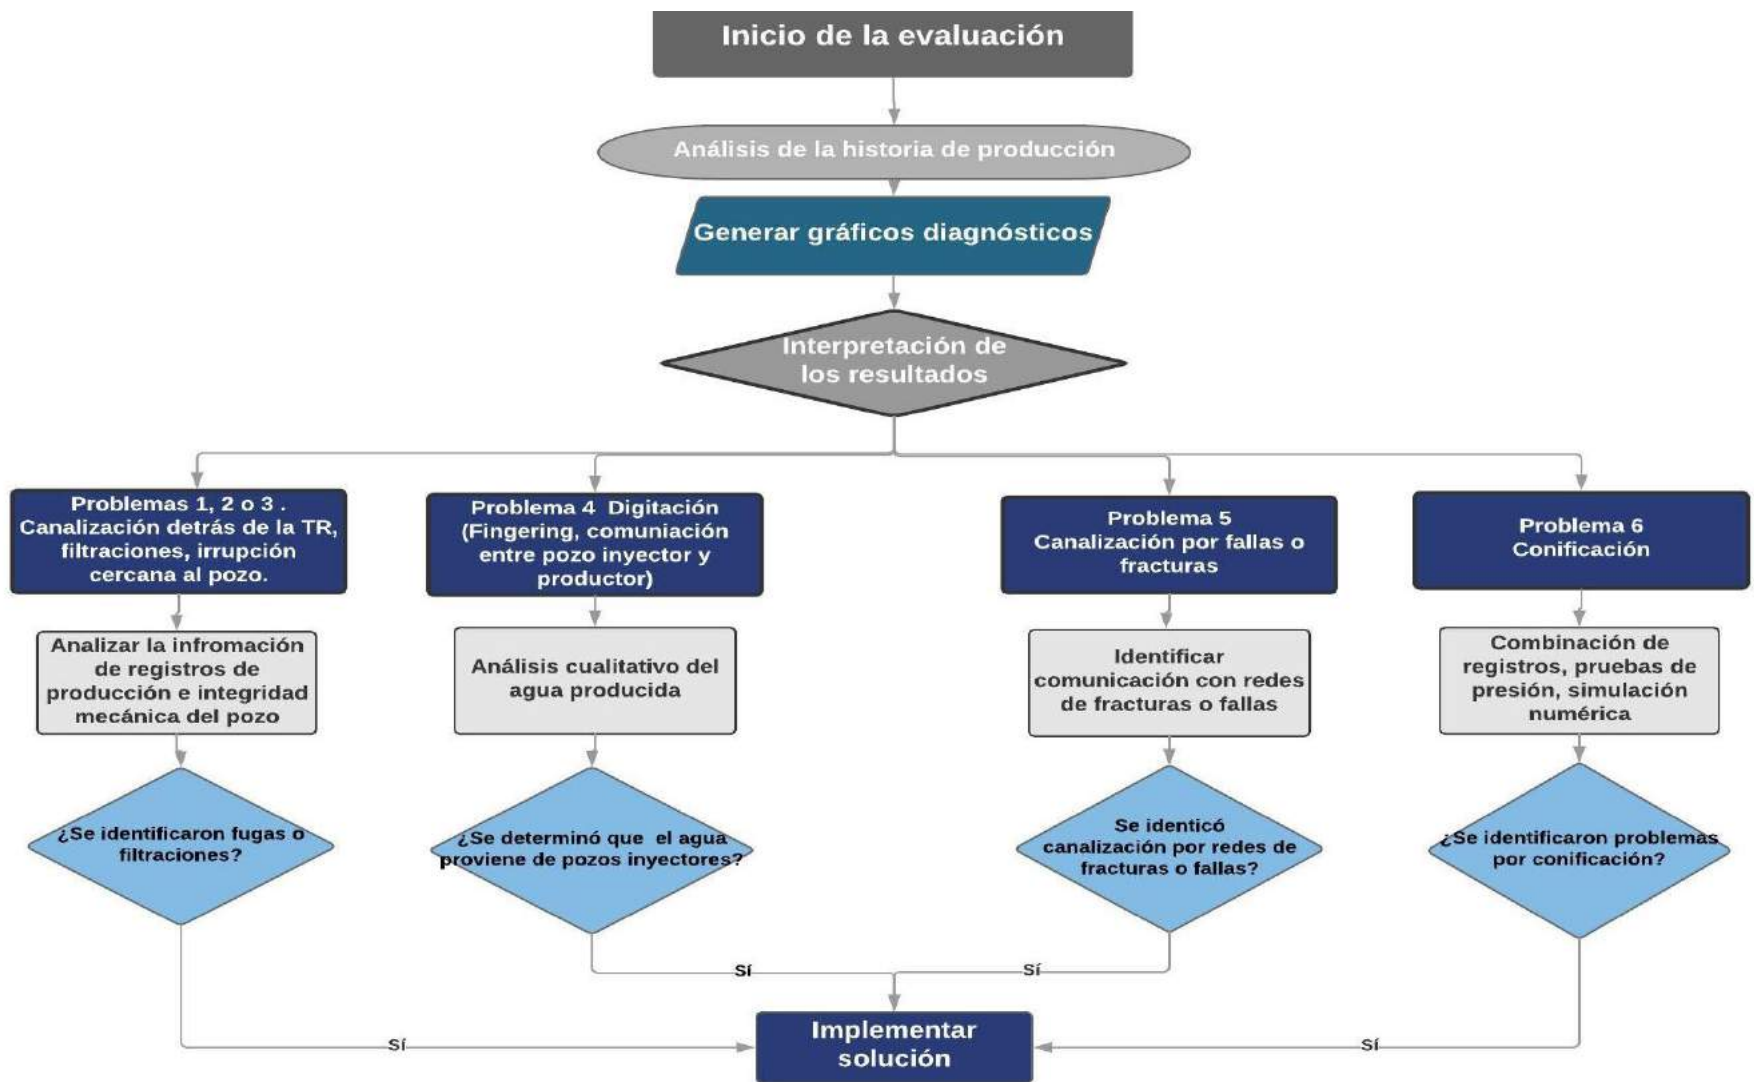 Inicio de la evaluación
Análisis de la historia de producción
Generar gráficos diagnósticos
Interpretación de
los resultados
Problemas 1, 2 o 3 .
Canalización detrás de la TR,
filtraciones, irrupción
cercana al pozo.
Problema 4 Digitación
(Fingering, comuniación
entre pozo inyector y
productor)
Problema 5
Canalización por fallas o
fracturas
Problema 6
Conificación
Analizar la infromación
de registros de
producción e integridad
mecánica del pozo
Análisis cualitativo del
agua producida
Identificar
comunicación con redes
de fracturas o fallas
Combinación de
registros, pruebas de
presión, simulación
numérica
¿Se identificaron fugas o
filtraciones?
¿Se determinó que el agua
proviene de pozos inyectores?
Se identicó
canalización por redes de
fracturas o fallas?
¿Se identificaron problemas
por conificación?
Sí
Sí
Sí
Sí
Implementar
solución